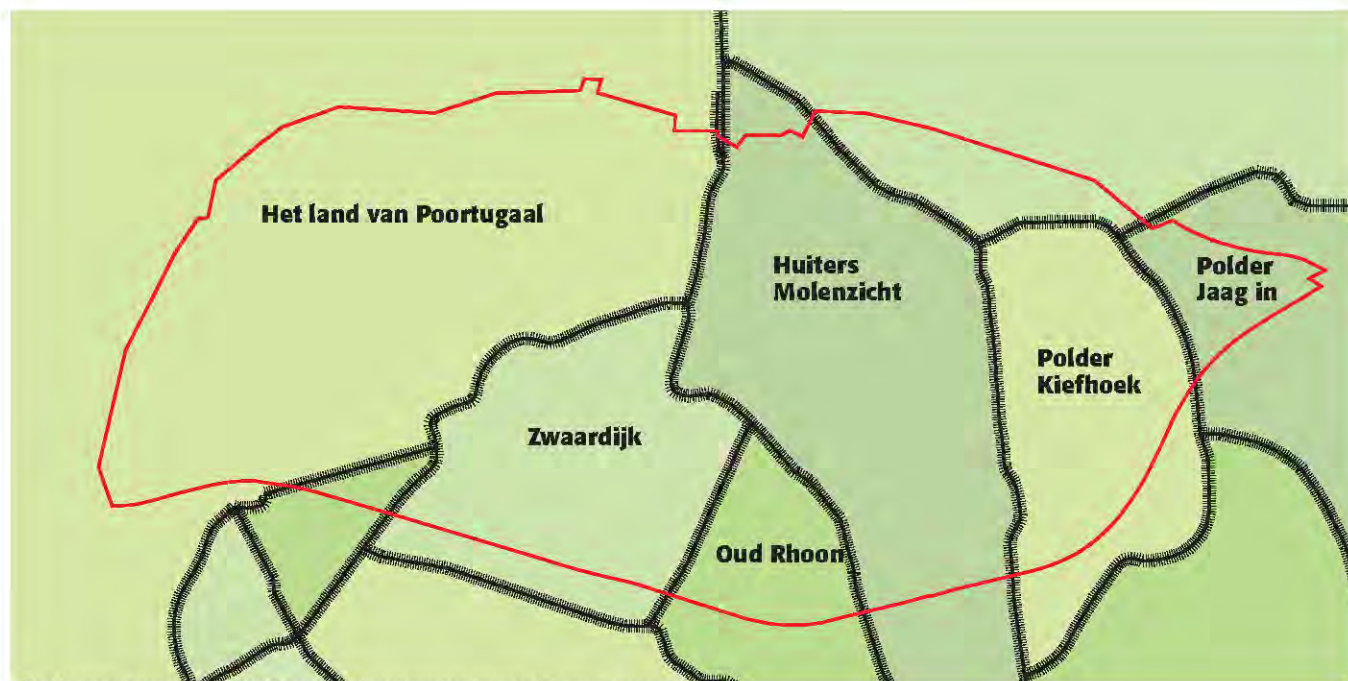 Het land van Poortugaal
Huiters
Molenzicht
Polder
Jaag in
Polder
Kiefhoek
Zwaardijk
Oud Rhoon